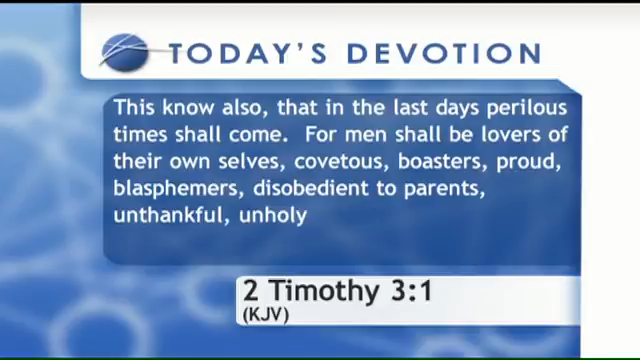 TODAY'S DEVOTION
This know also, that in the last days perilous
times shall come. For men shall be lovers of
their own selves, covetous, boasters, proud,
blasphemers, disobedient to parents,
unthankful, unholy
2 Timothy 3:1
(KJV)